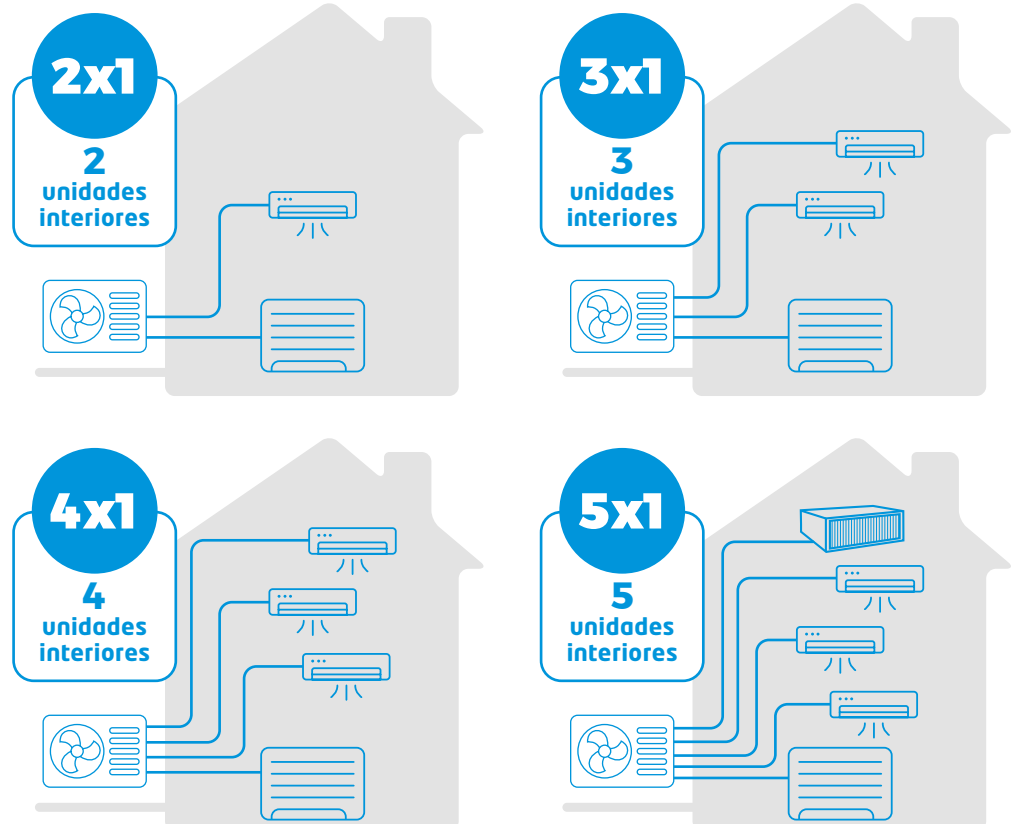 2x1
2
unidades
interiores
3x1
3
unidades
interiores
4x1
4
unidades
interiores
5x1
5
unidades
interiores